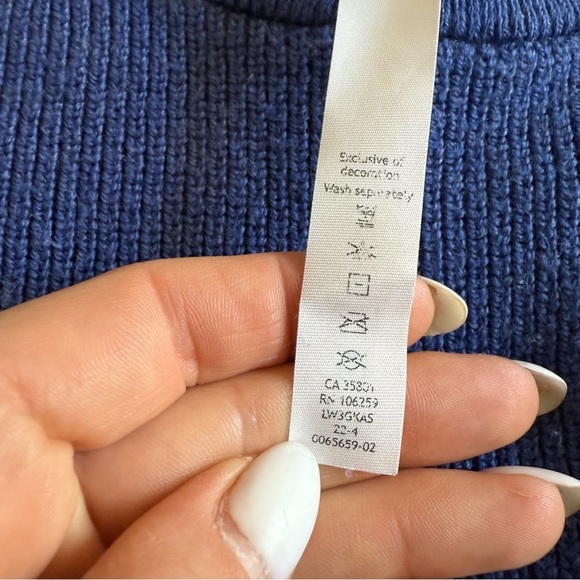 Exclusive of
decoration
Wash separately
CA 35801
RN 106259
LW3GKAS
22-4
0065659-02